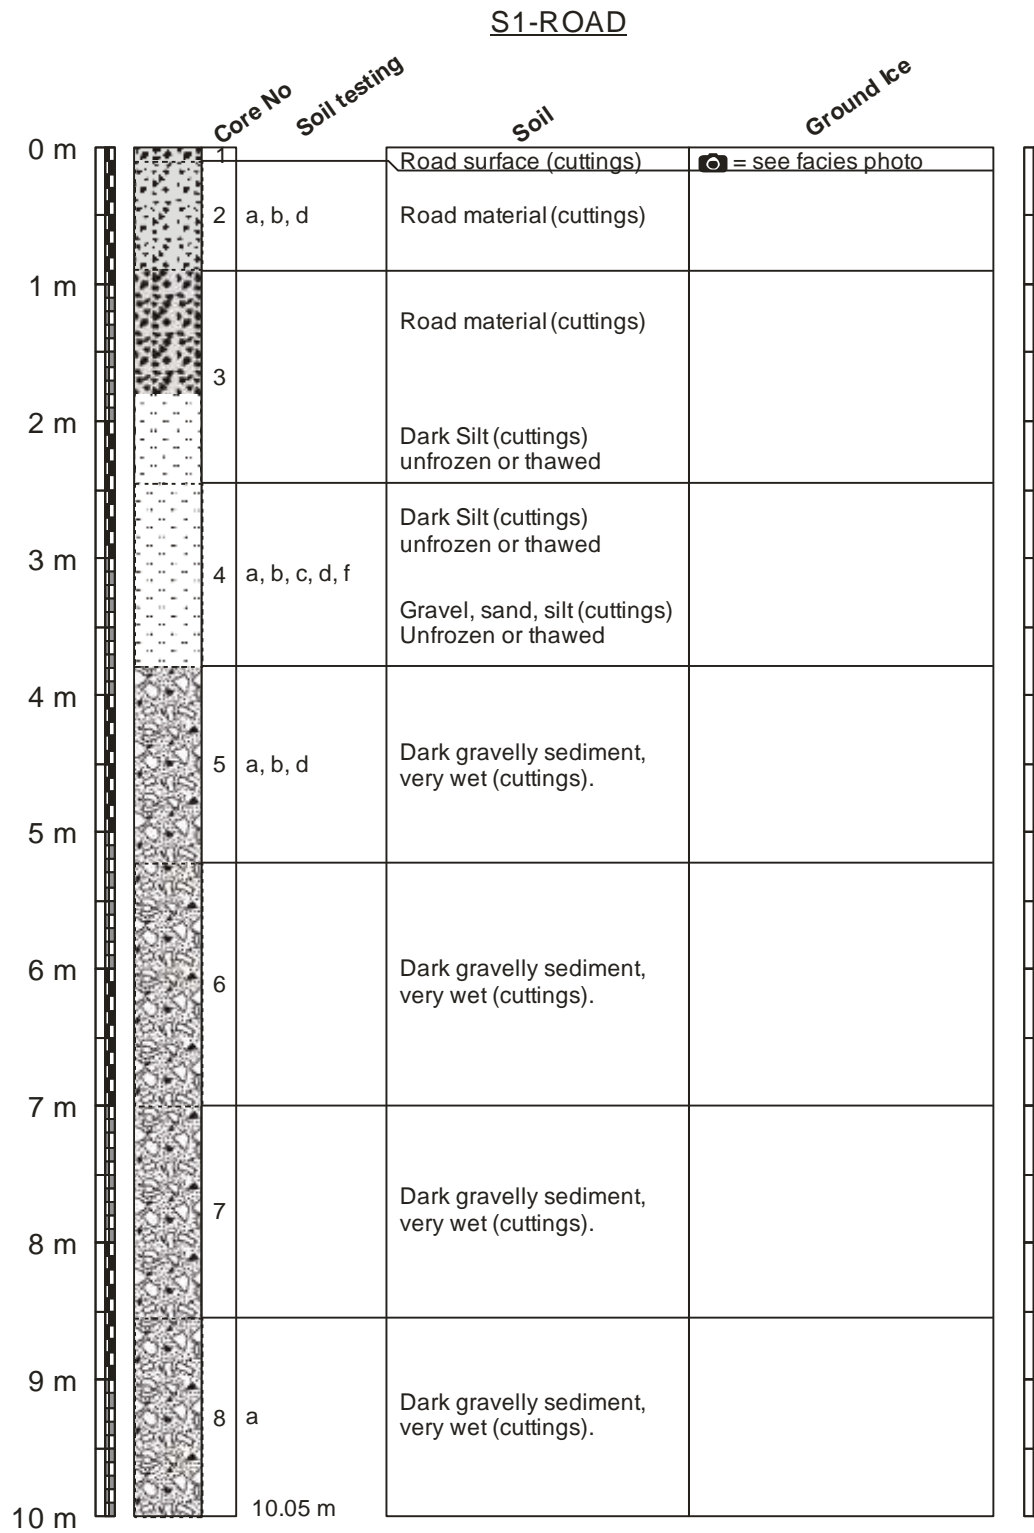 S1-ROAD
Core No
Soil testing
Soil
Ground Ice
0 m
1
Road surface (cuttings)
= see facies photo
2
a, b, d
Road material (cuttings)
1 m
Road material (cuttings)
3
2 m
Dark Silt (cuttings)
unfrozen or thawed
Dark Silt (cuttings)
unfrozen or thawed
3 m
4
a, b, c, d, f
Gravel, sand, silt (cuttings)
Unfrozen or thawed
4 m
5
a, b, d
Dark gravelly sediment,
very wet (cuttings).
5 m
6 m
6
Dark gravelly sediment,
very wet (cuttings).
7 m
7
Dark gravelly sediment,
very wet (cuttings).
8 m
9 m
8
a
Dark gravelly sediment,
very wet (cuttings).
10.05 m
10 m